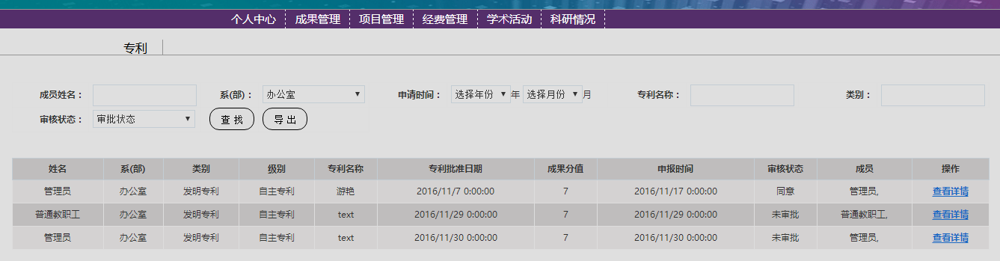 个人中心 成果管理 项目管理 经费管理 学术活动 科研情况
专利
成员姓名： 系(部)： 办公室 申请时间： 选择年份 年 选择月份 月 专利名称： 类别：
审核状态： 审批状态 查 找 导 出
姓名 系(部) 类别 级别 专利名称 专利批准日期 成果分值 申报时间 审核状态 成员 操作
管理员 办公室 发明专利 自主专利 游艳 2016/11/7 0:00:00 7 2016/11/17 0:00:00 同意 管理员, 查看详情
普通教职工 办公室 发明专利 自主专利 text 2016/11/29 0:00:00 7 2016/11/29 0:00:00 未审批 普通教职工, 查看详情
管理员 办公室 发明专利 自主专利 text 2016/11/30 0:00:00 7 2016/11/30 0:00:00 未审批 管理员, 查看详情